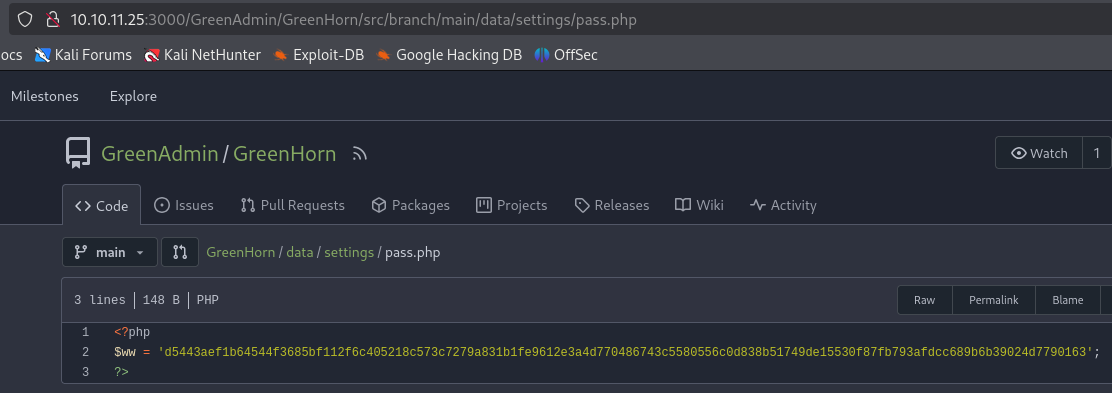 10.10.11.25:3000/GreenAdmin/GreenHorn/src/branch/main/data/settings/pass.php
ocs Kali Forums Kali NetHunter Exploit-DB Google Hacking DB OffSec
Milestones Explore
GreenAdmin / GreenHorn Watch 1
Code Issues Pull Requests Packages Projects Releases Wiki Activity
main GreenHorn / data / settings / pass.php
3 lines 148 B PHP Raw Permalink Blame
1 <?php
2 $ww = 'd5443aef1b64544f3685bf112f6c405218c573c7279a831b1fe9612e3a4d770486743c5580556c0d838b51749de15530f87fb793afdcc689b6b39024d7790163';
3 ?>